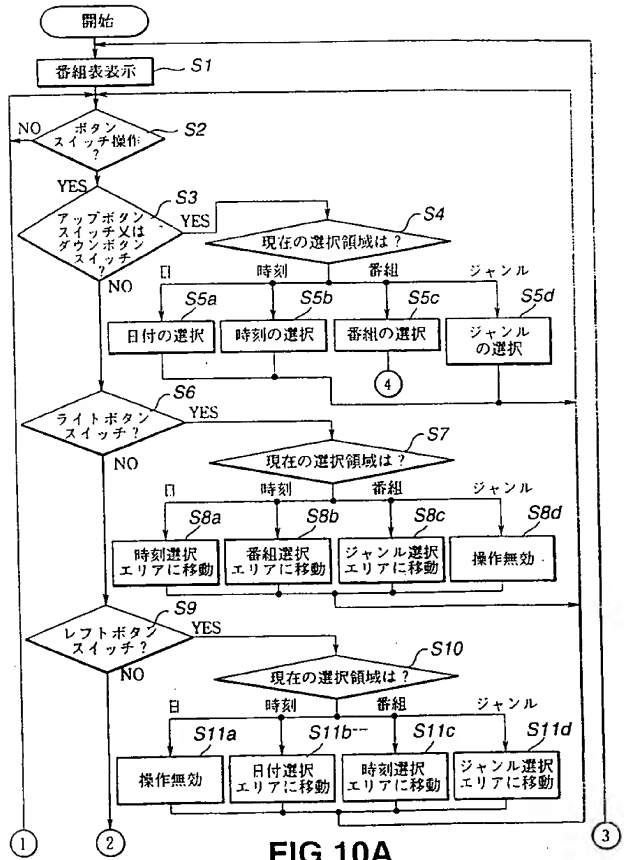 開始
番組表表示
S1
NO
ボタン
スイッチ操作
?
S2
YES
アップボタン
スイッチ又は
ダウンボタン
スイッチ
?
S3
YES
NO
現在の選択領域は?
S4
日
時刻
番組
ジャンル
S5a
S5b
S5c
S5d
日付の選択
時刻の選択
番組の選択
ジャンル
の選択
4
ライトボタン
スイッチ?
S6
YES
NO
現在の選択領域は?
S7
日
時刻
番組
ジャンル
S8a
S8b
S8c
S8d
時刻選択
エリアに移動
番組選択
エリアに移動
ジャンル選択
エリアに移動
操作無効
レフトボタン
スイッチ?
S9
YES
NO
現在の選択領域は?
S10
日
時刻
番組
ジャンル
S11a
S11b
S11c
S11d
操作無効
日付選択
エリアに移動
時刻選択
エリアに移動
ジャンル選択
エリアに移動
1
2
3
FIG.10A